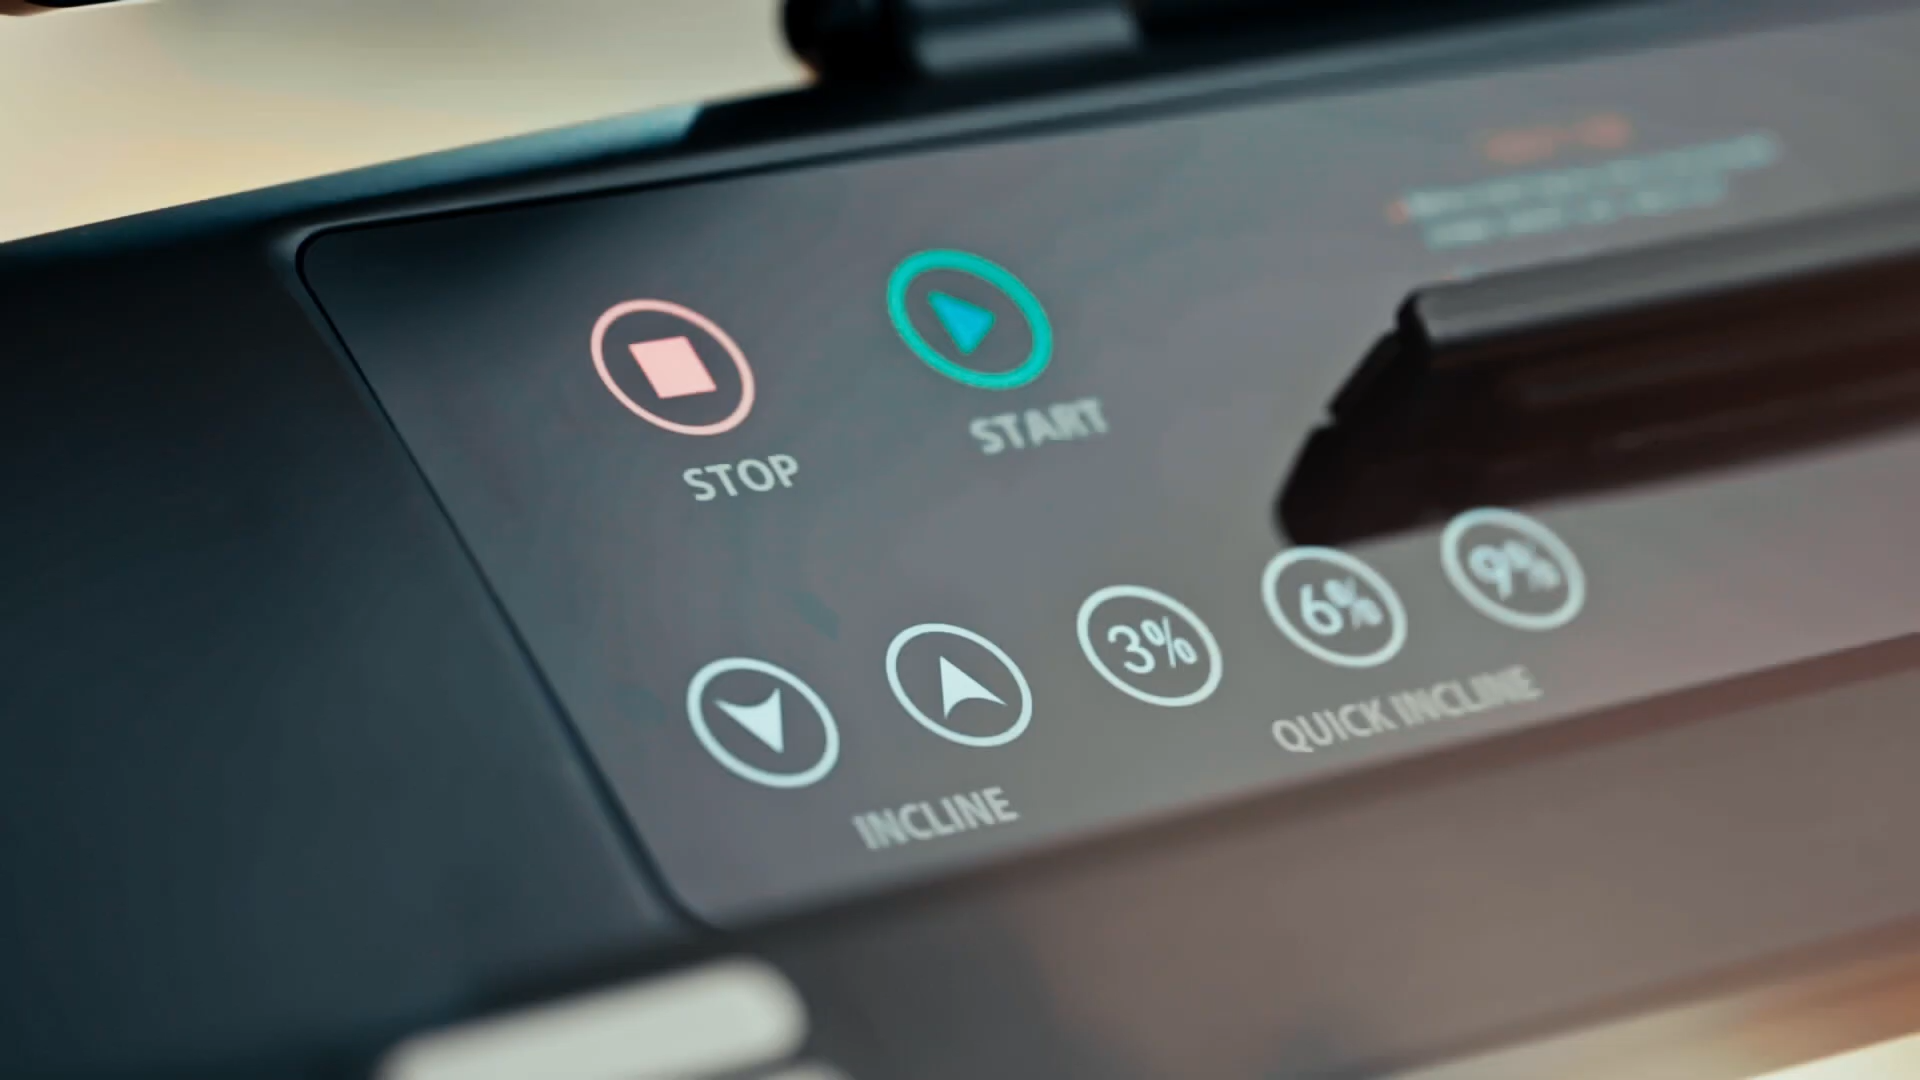 STOP
START
3% 6% 9%
INCLINE
QUICK INCLINE